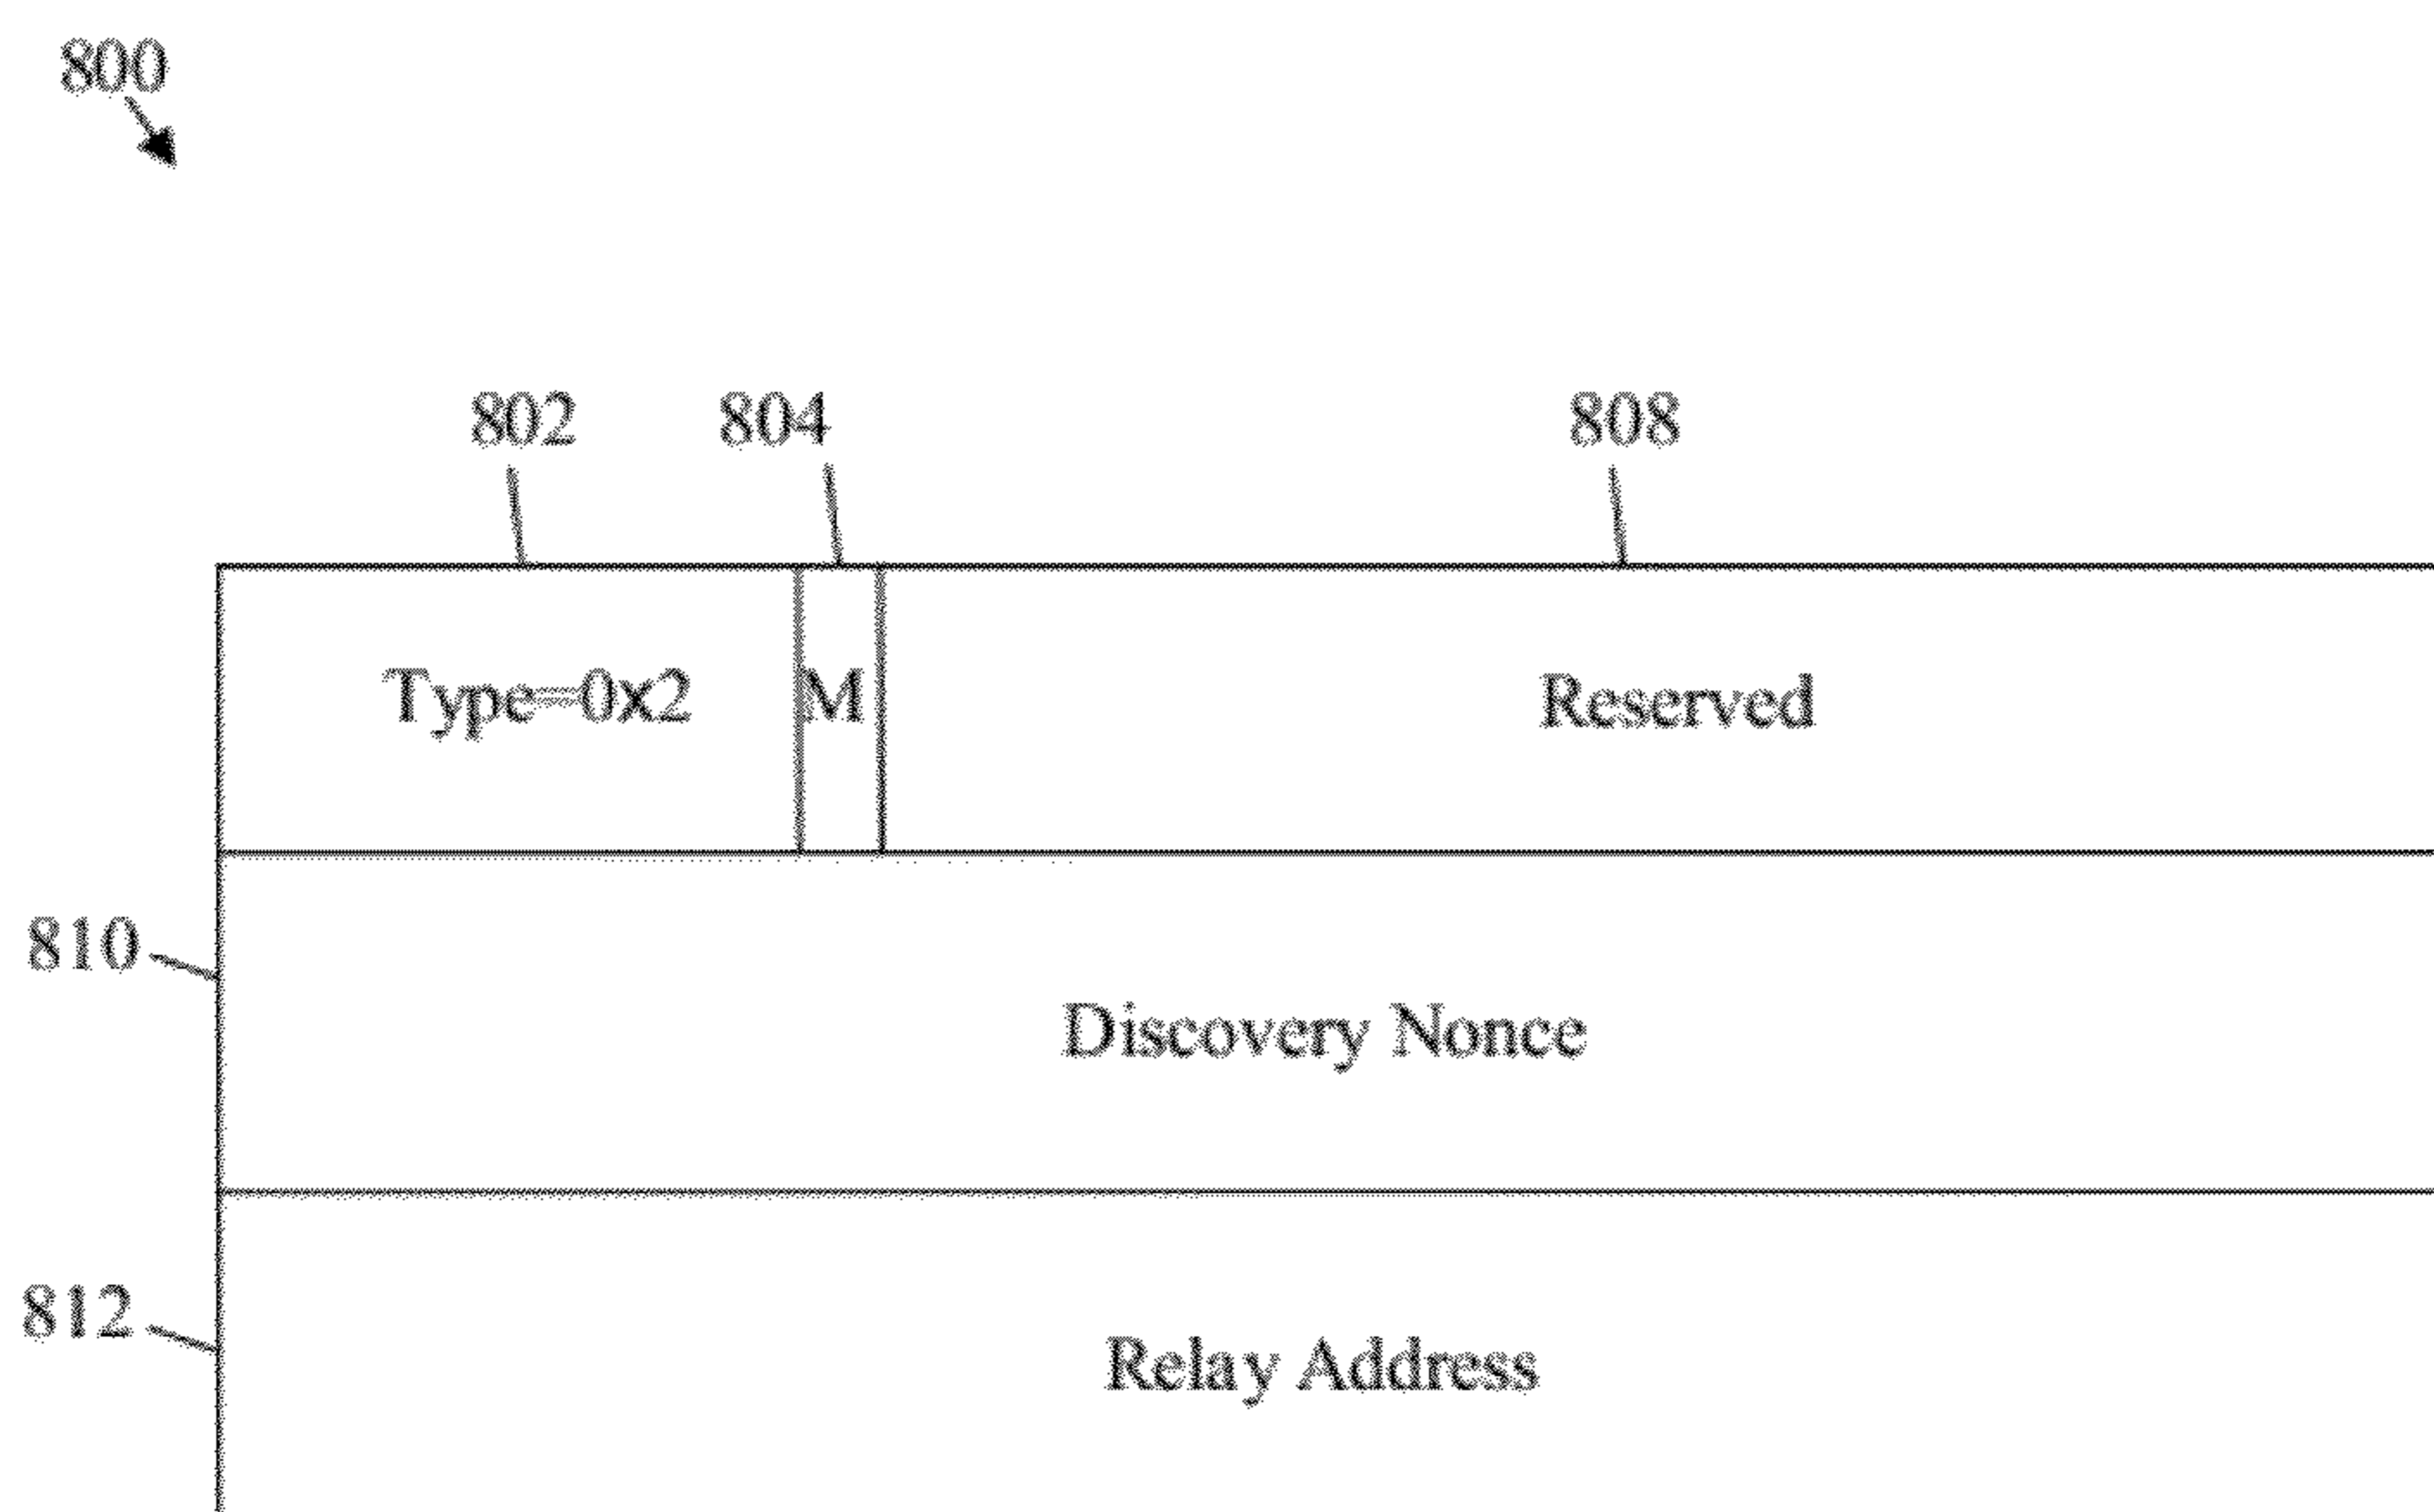 800
802 804 808
Type=0x2 M Reserved
810
Discovery Nonce
812
Relay Address